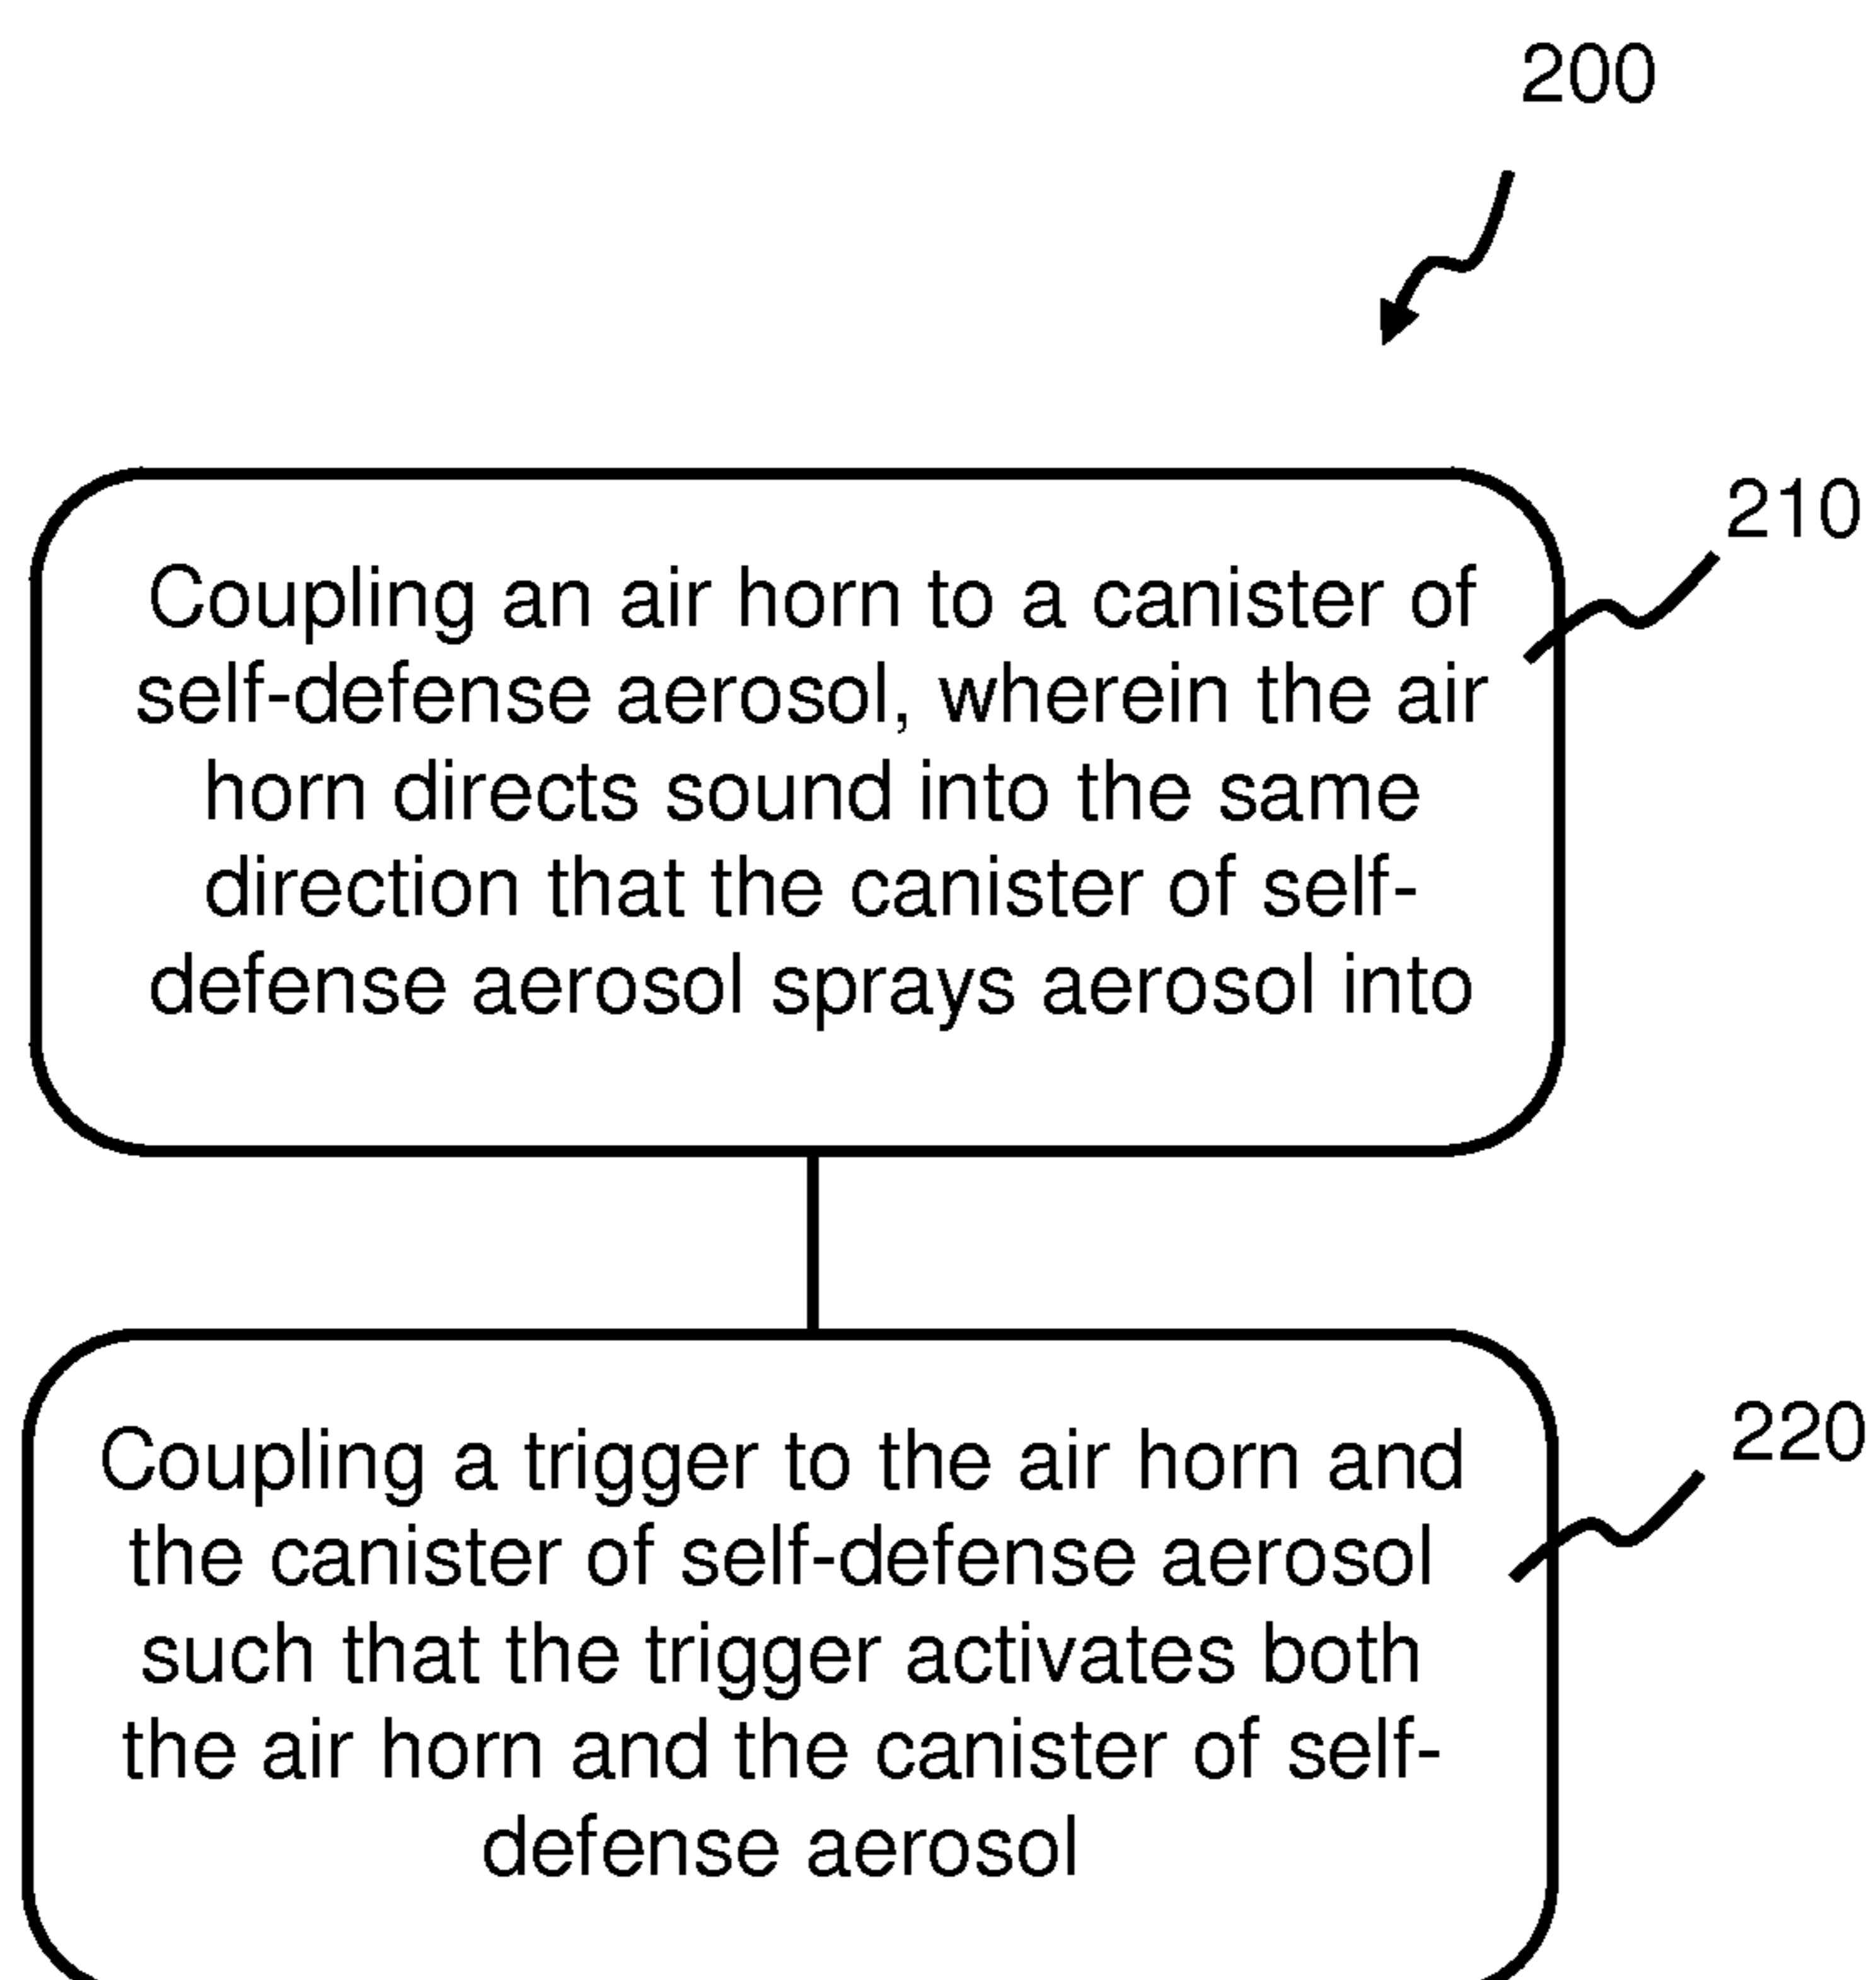 200
210
Coupling an air horn to a canister of
self-defense aerosol, wherein the air
horn directs sound into the same
direction that the canister of self-
defense aerosol sprays aerosol into
220
Coupling a trigger to the air horn and
the canister of self-defense aerosol
such that the trigger activates both
the air horn and the canister of self-
defense aerosol